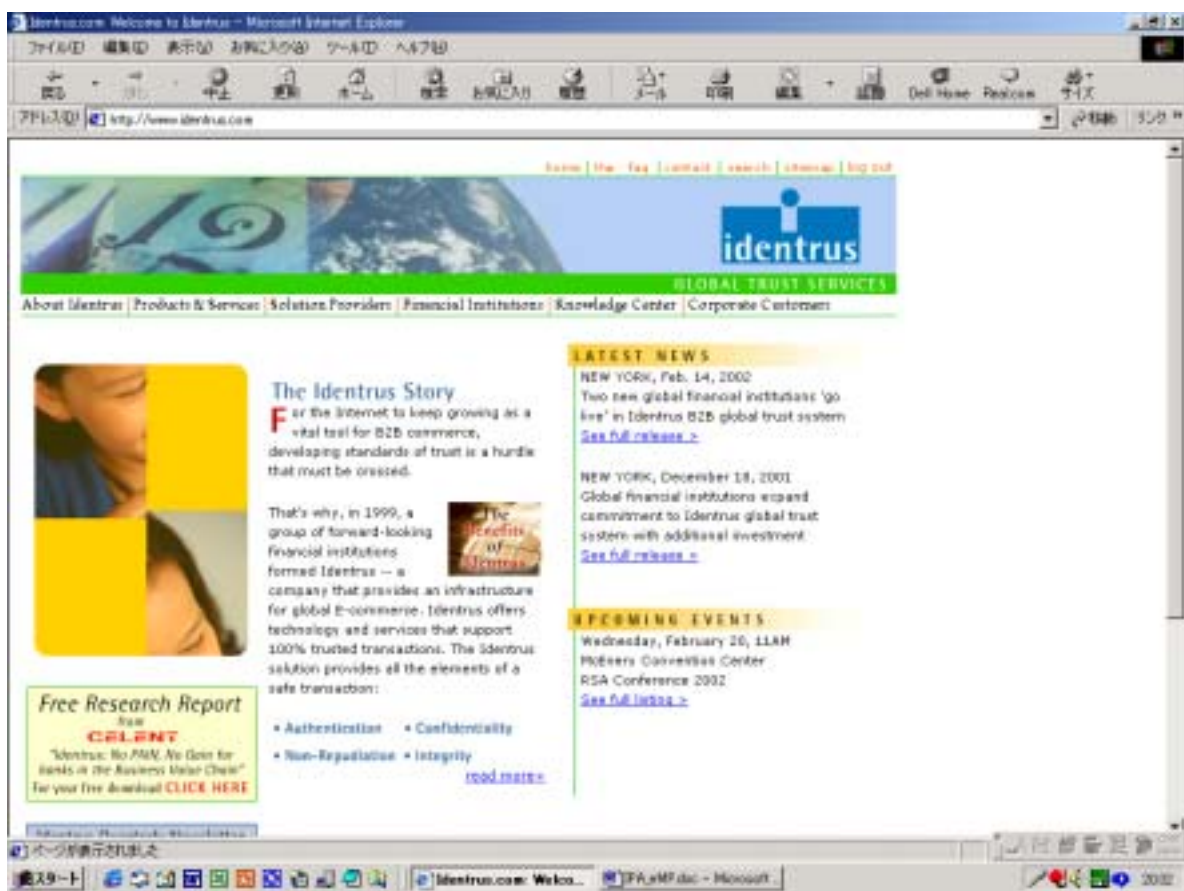 Identrus.com: Welcome to Identrus - Microsoft Internet Explorer
ファイル(F) 編集(E) 表示(V) お気に入り(A) ツール(T) ヘルプ(H)
戻る 中止 更新 ホーム 検索 お気に入り 履歴 メール 印刷 編集 Dell Home Realcom サイズ
アドレス(D) http://www.identrus.com 移動 リンク »
home | the faq | contact | search | sitemap | log out
identrus
GLOBAL TRUST SERVICES
About Identrus | Products & Services | Solution Providers | Financial Institutions | Knowledge Center | Corporate Customers
The Identrus Story
For the Internet to keep growing as a
vital tool for B2B commerce,
developing standards of trust is a hurdle
that must be crossed.
That's why, in 1999, a
group of forward-looking
financial institutions
formed Identrus -- a
company that provides an infrastructure
for global E-commerce. Identrus offers
technology and services that support
100% trusted transactions. The Identrus
solution provides all the elements of a
safe transaction:
The
Benefits
of
Identrus
• Authentication • Confidentiality
• Non-Repudiation • Integrity
read more>
LATEST NEWS
NEW YORK, Feb. 14, 2002
Two new global financial institutions 'go
live' in Identrus B2B global trust system
See full release >
NEW YORK, December 18, 2001
Global financial institutions expand
commitment to Identrus global trust
system with additional investment
See full release >
UPCOMING EVENTS
Wednesday, February 20, 11AM
McEnery Convention Center
RSA Conference 2002
See full listing >
Free Research Report
from
CELENT
"Identrus: No PAIN, No Gain for
Banks in the Business Value Chain"
For your free download CLICK HERE
ページが表示されました
スタート Identrus.com: Welco... IPA_eMP.doc - Microsoft ... 20:02